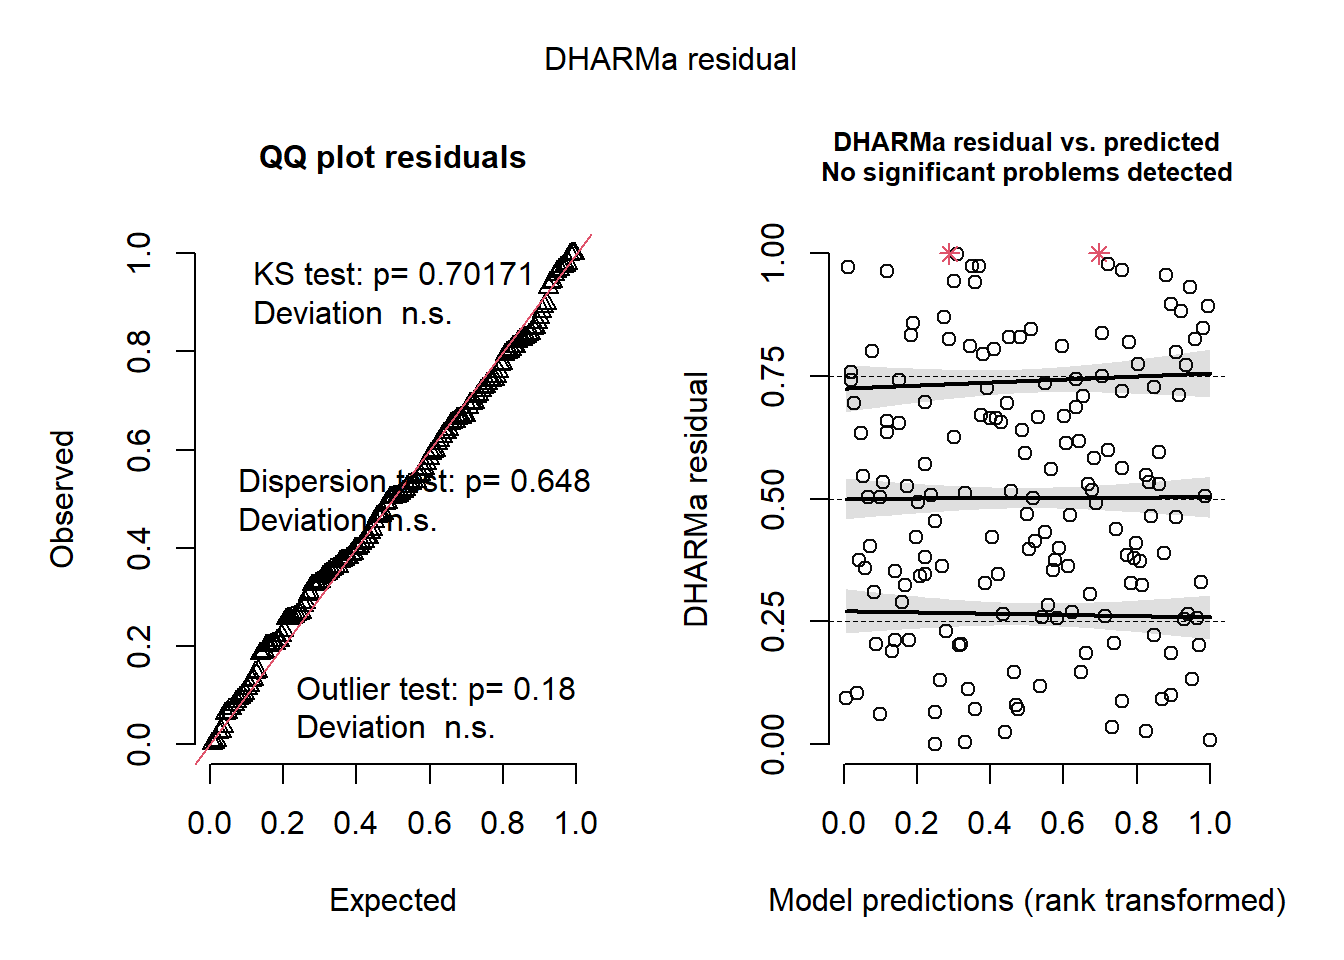 DHARMa residual
QQ plot residuals
KS test: p= 0.70171
Deviation  n.s.
Dispersion test: p= 0.648
Deviation  n.s.
Outlier test: p= 0.18
Deviation  n.s.
Observed
0.0 0.2 0.4 0.6 0.8 1.0
0.0 0.2 0.4 0.6 0.8 1.0
Expected
DHARMa residual vs. predicted
No significant problems detected
DHARMa residual
0.00 0.25 0.50 0.75 1.00
0.0 0.2 0.4 0.6 0.8 1.0
Model predictions (rank transformed)